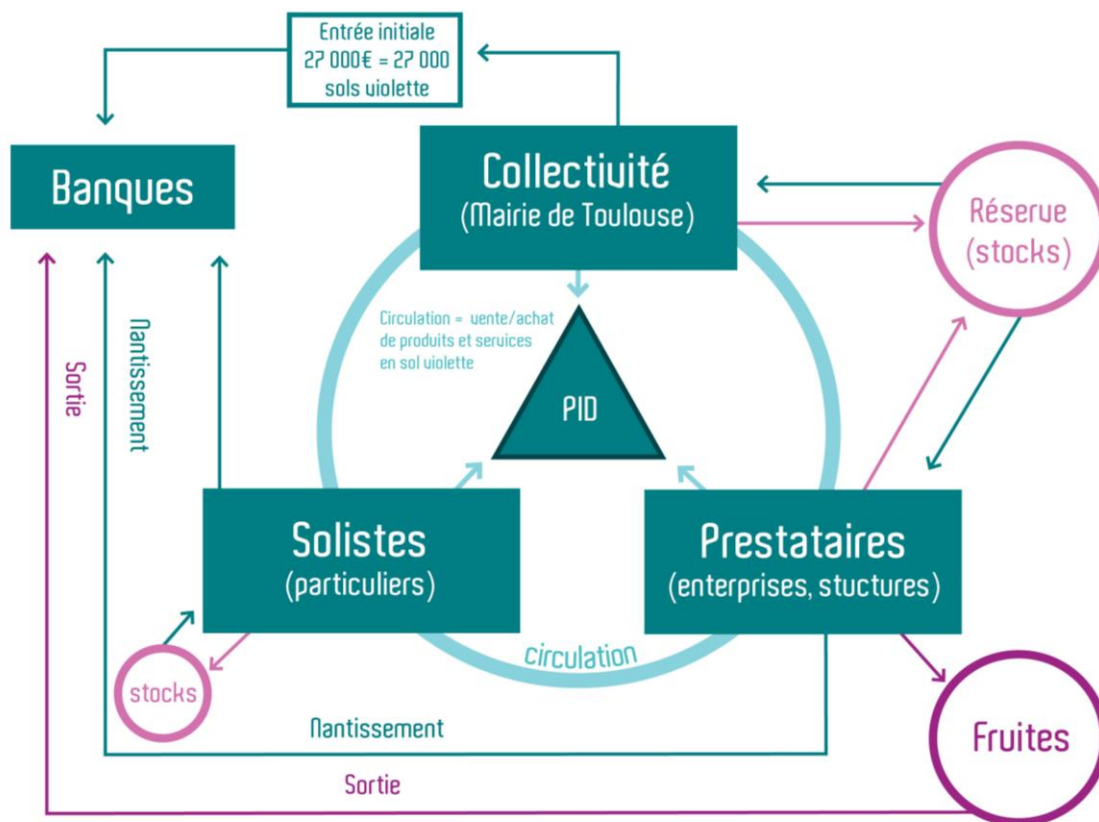 Entrée initiale
27 000€ = 27 000
sols violette
Banques
Collectivité
(Mairie de Toulouse)
Réserve
(stocks)
Circulation = vente/achat
de produits et services
en sol violette
PID
Nantissement
Sortie
Solistes
(particuliers)
Prestataires
(enterprises, stuctures)
circulation
stocks
Nantissement
Fruites
Sortie